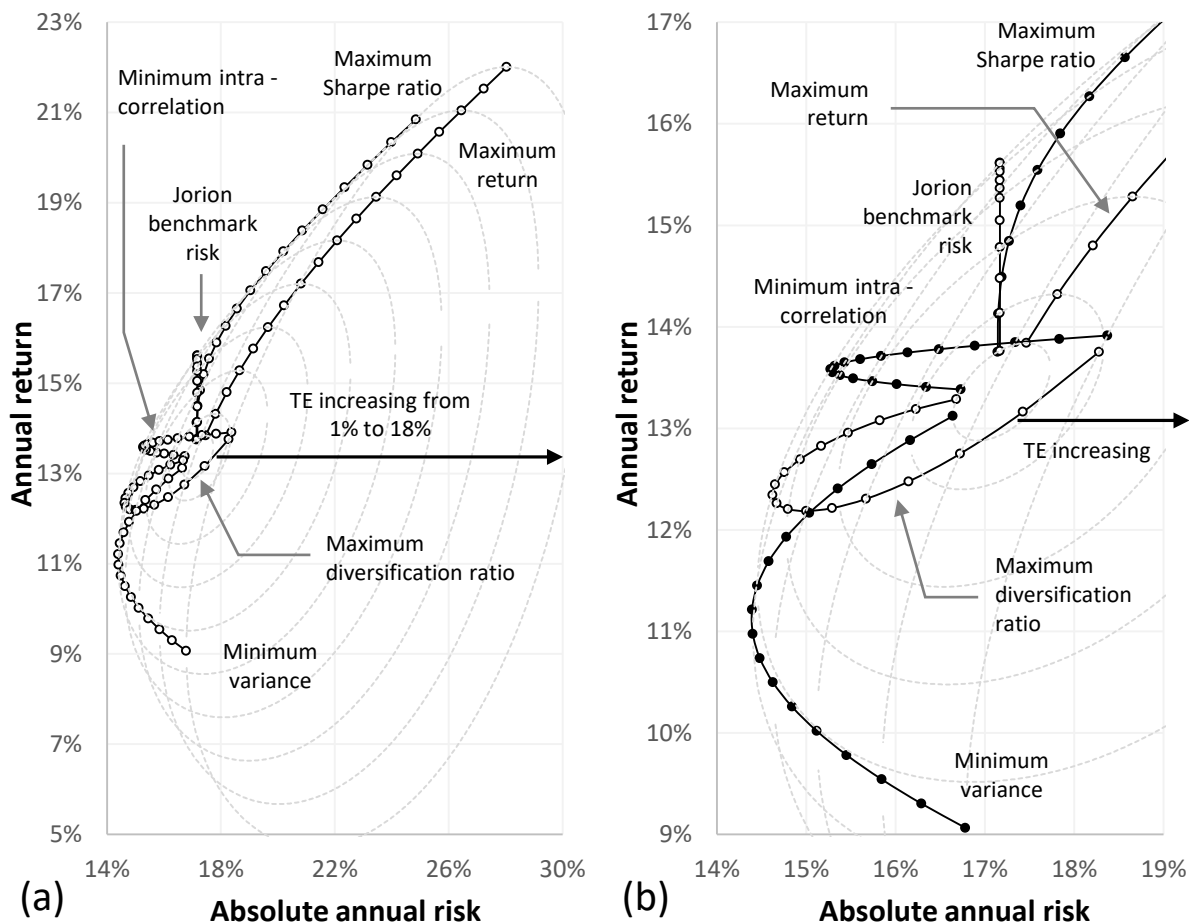 23%
21%
19%
17%
15%
13%
11%
9%
7%
5%
Annual return
14%
18%
22%
26%
30%
Absolute annual risk
(a)
Minimum intra -
correlation
Maximum
Sharpe ratio
Maximum
return
Jorion
benchmark
risk
TE increasing from
1% to 18%
Maximum
diversification ratio
Minimum
variance
17%
16%
15%
14%
13%
12%
11%
10%
9%
Annual return
14%
15%
16%
17%
18%
19%
Absolute annual risk
(b)
Maximum
Sharpe ratio
Maximum
return
Jorion
benchmark
risk
Minimum intra -
correlation
TE increasing
Maximum
diversification
ratio
Minimum
variance